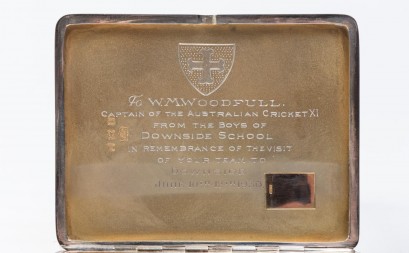 To W.M.WOODFULL.
CAPTAIN OF THE AUSTRALIAN CRICKET XI
FROM THE BOYS OF
DOWNSIDE SCHOOL
IN REMEMBRANCE OF THE VISIT
OF YOUR TEAM TO